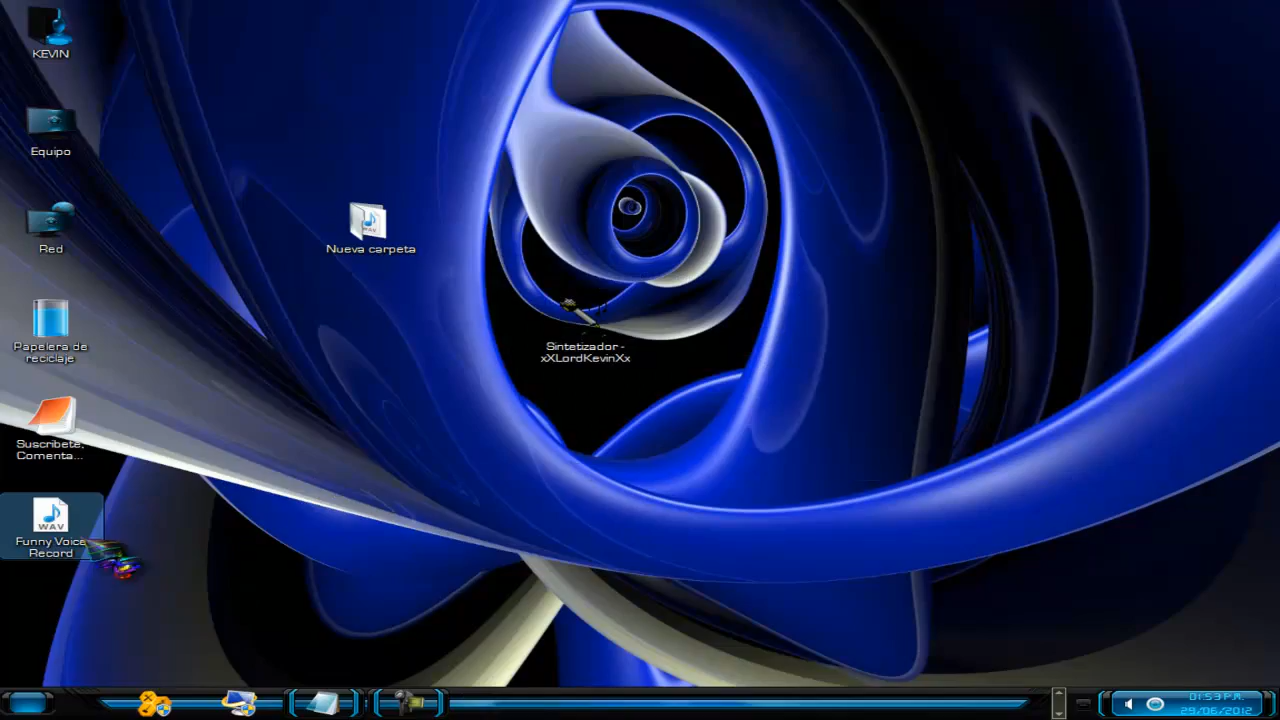 KEVIN
Equipo
Red
Papelera de
reciclaje
Suscribete,
Comenta...
WAV
Funny Voice
Record
WAV
Nueva carpeta
Sintetizador -
xXLordKevinXx
01:53 P.M.
29/06/2012